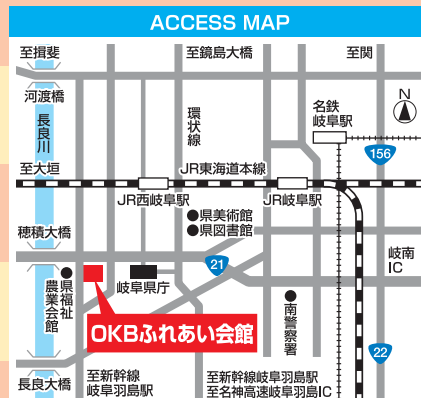 ACCESS MAP
至揖斐
至鏡島大橋
至関
河渡橋
環状線
名鉄
岐阜駅
N
長良川
156
至大垣
JR東海道本線
JR西岐阜駅
JR岐阜駅
穂積大橋
●県美術館
●県図書館
21
岐南
IC
●県福祉
農業会館
岐阜県庁
●南警察署
OKBふれあい会館
22
長良大橋
至新幹線
岐阜羽島駅
至新幹線岐阜羽島駅
至名神高速岐阜羽島IC